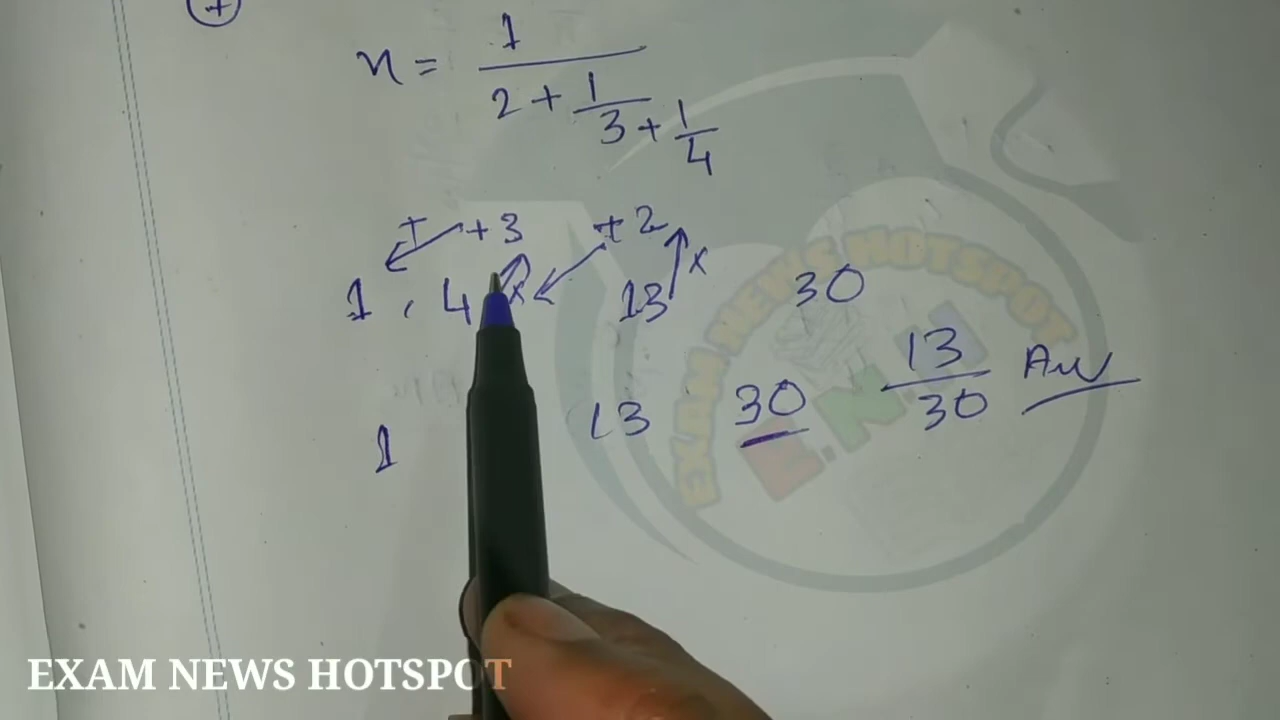 +
x = 1 / 2 + 1 / 3 + 1 / 4
+ +3 + 2
1 , 4 x 13 x 30
1 13 30 13/30 Ans
EXAM NEWS HOTSPOT
E.N.H
EXAM NEWS HOTSPOT